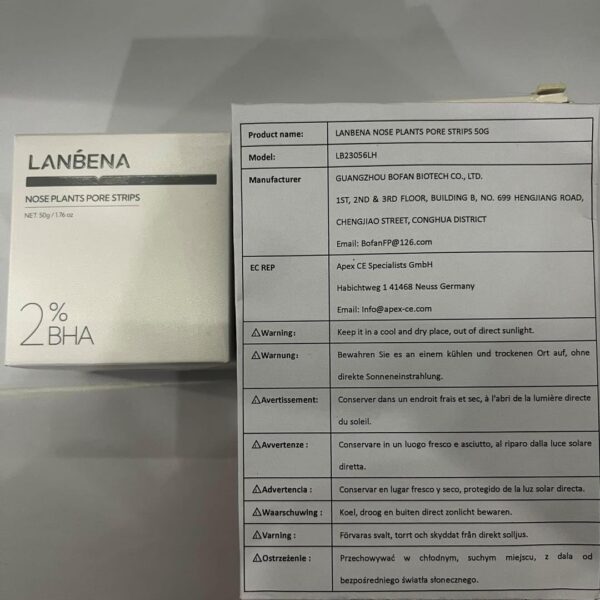 LANBENA
NOSE PLANTS PORE STRIPS
NET. 50g / 1.76 oz
2%
BHA
Product name: LANBENA NOSE PLANTS PORE STRIPS 50G
Model: LB23056LH
Manufacturer GUANGZHOU BOFAN BIOTECH CO., LTD.
1ST, 2ND & 3RD FLOOR, BUILDING B, NO. 699 HENGJIANG ROAD,
CHENGJIAO STREET, CONGHUA DISTRICT
Email: BofanFP@126.com
EC REP Apex CE Specialists GmbH
Habichtweg 1 41468 Neuss Germany
Email: Info@apex-ce.com
⚠Warning: Keep it in a cool and dry place, out of direct sunlight.
⚠Warnung: Bewahren Sie es an einem kühlen und trockenen Ort auf, ohne
direkte Sonneneinstrahlung.
⚠Avertissement: Conserver dans un endroit frais et sec, à l'abri de la lumière directe
du soleil.
⚠Avvertenze : Conservare in un luogo fresco e asciutto, al riparo dalla luce solare
diretta.
⚠Advertencia : Conservar en lugar fresco y seco, protegido de la luz solar directa.
⚠Waarschuwing : Koel, droog en buiten direct zonlicht bewaren.
⚠Varning : Förvaras svalt, torrt och skyddat från direkt solljus.
⚠Ostrzeżenie : Przechowywać w chłodnym, suchym miejscu, z dala od
bezpośredniego światła słonecznego.